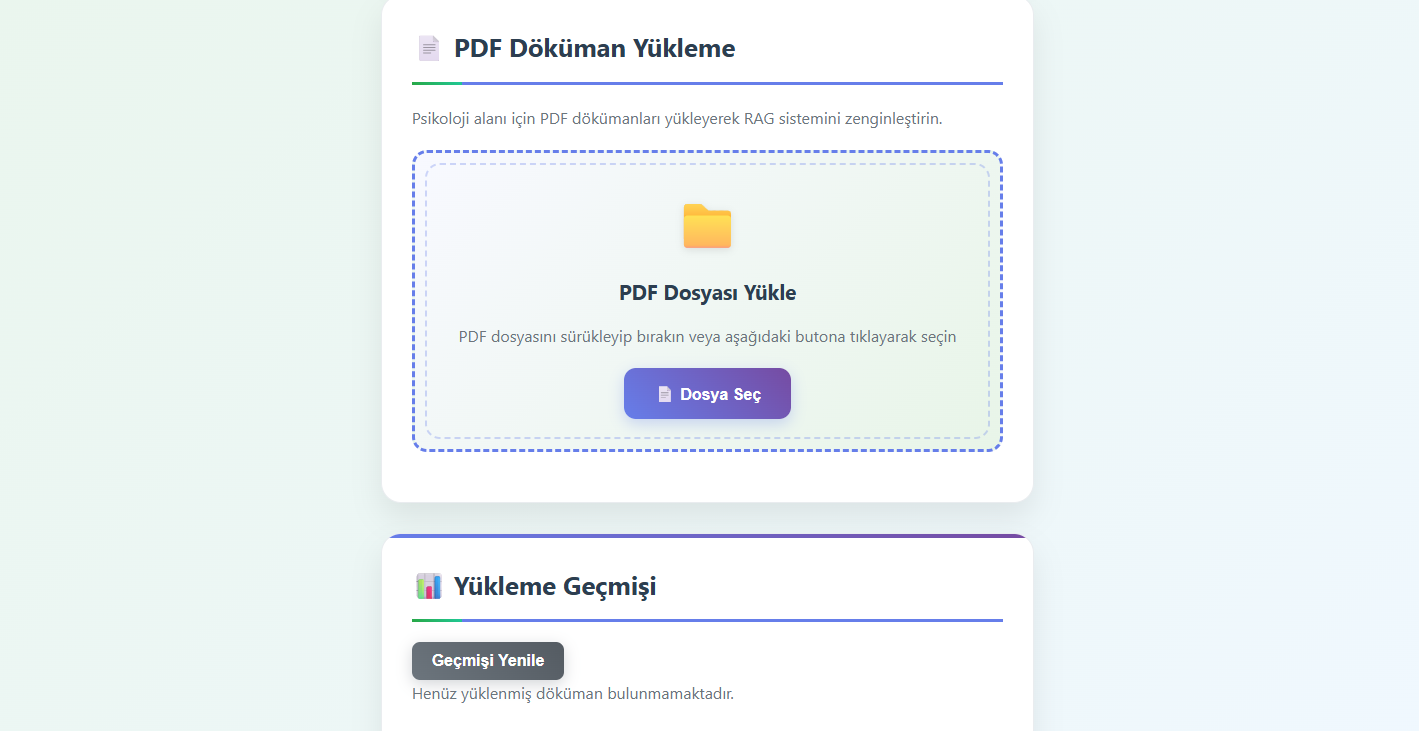 PDF Döküman Yükleme
Psikoloji alanı için PDF dökümanları yükleyerek RAG sistemini zenginleştirin.
PDF Dosyası Yükle
PDF dosyasını sürükleyip bırakın veya aşağıdaki butona tıklayarak seçin
Dosya Seç
Yükleme Geçmişi
Geçmişi Yenile
Henüz yüklenmiş döküman bulunmamaktadır.